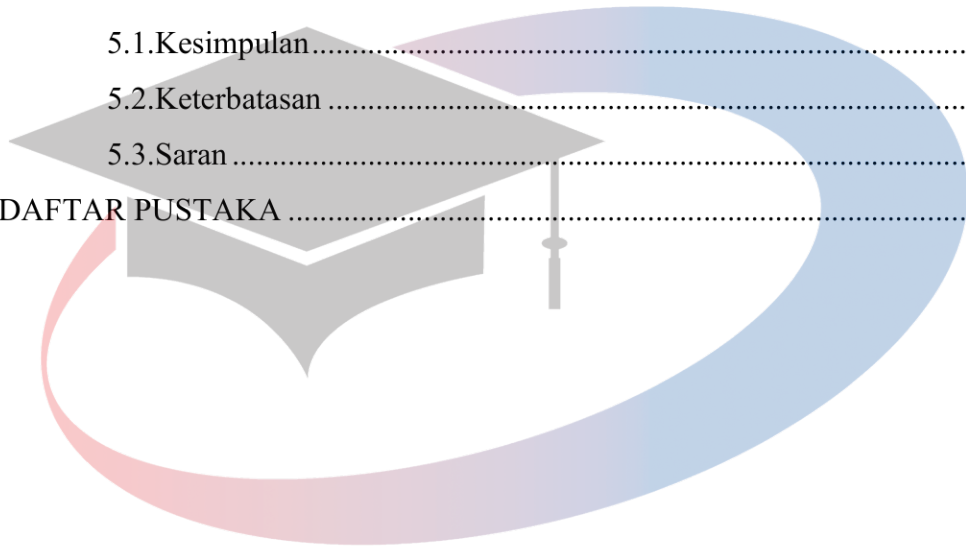 5.1.Kesimpulan....................................................................................
5.2.Keterbatasan ................................................................................
5.3.Saran ............................................................................................
DAFTAR PUSTAKA .....................................................................................